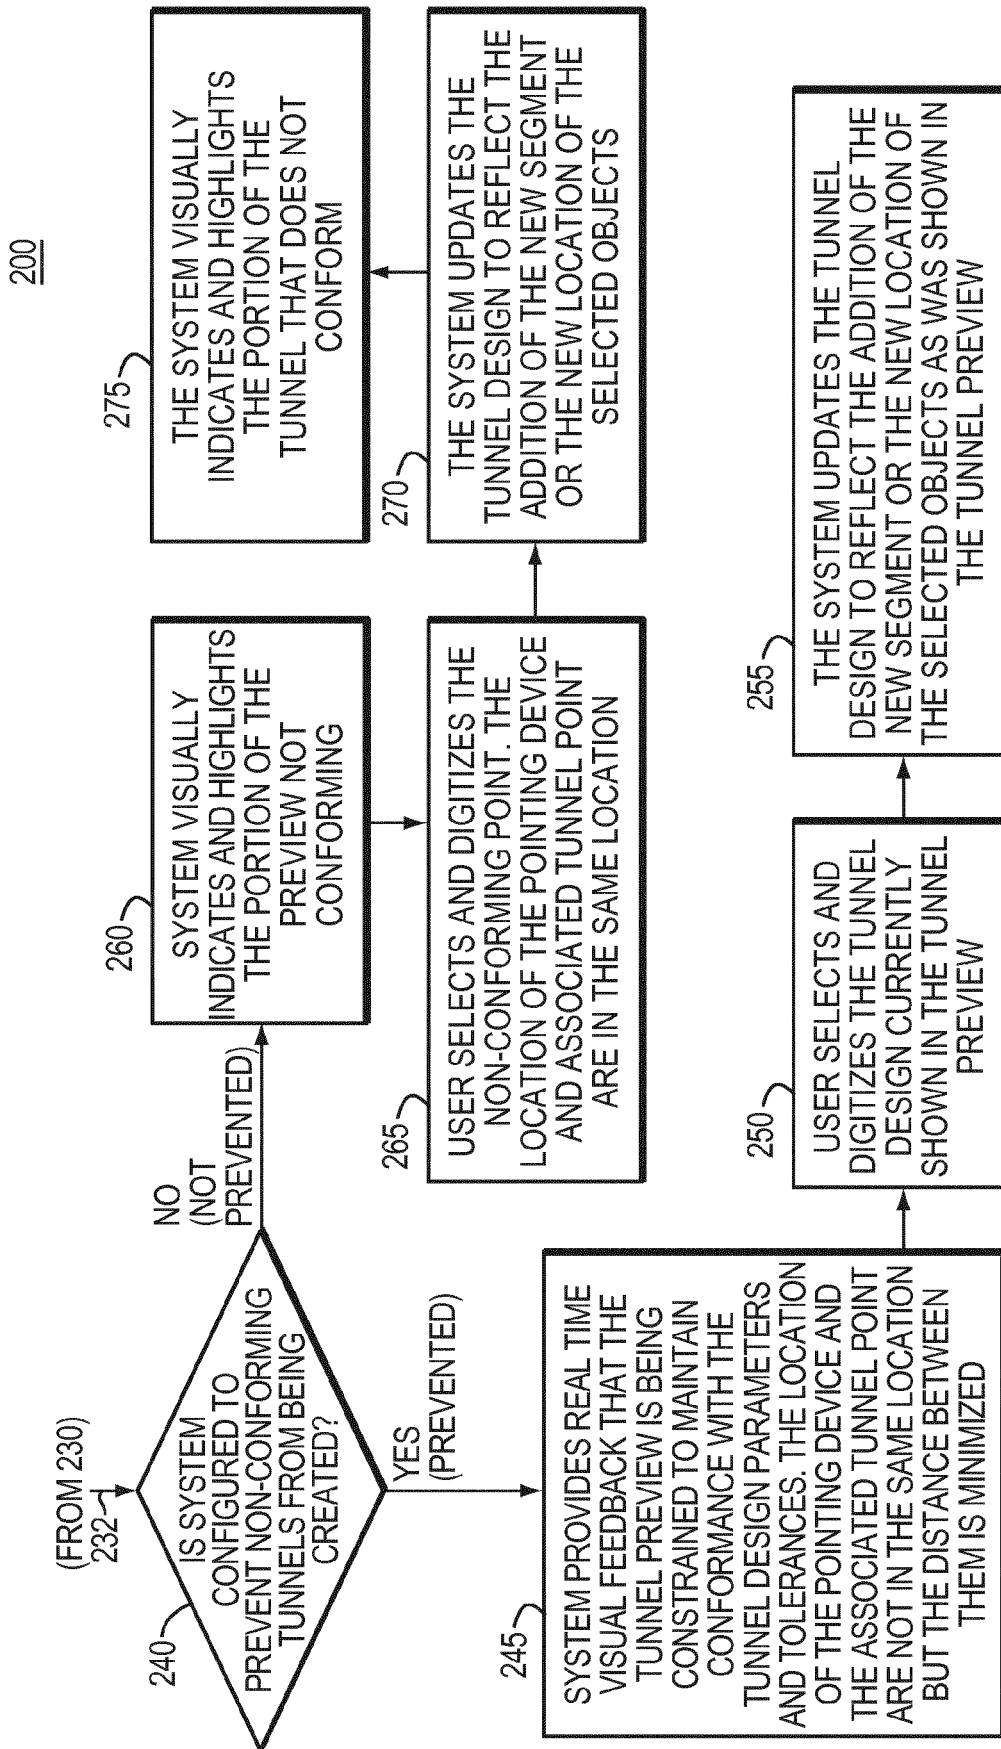 200
(FROM 230)
232
240
IS SYSTEM
CONFIGURED TO
PREVENT NON-CONFORMING
TUNNELS FROM BEING
CREATED?
NO
(NOT
PREVENTED)
YES
(PREVENTED)
260
SYSTEM VISUALLY
INDICATES AND HIGHLIGHTS
THE PORTION OF THE
PREVIEW NOT
CONFORMING
275
THE SYSTEM VISUALLY
INDICATES AND HIGHLIGHTS
THE PORTION OF THE
TUNNEL THAT DOES NOT
CONFORM
265
USER SELECTS AND DIGITIZES THE
NON-CONFORMING POINT. THE
LOCATION OF THE POINTING DEVICE
AND ASSOCIATED TUNNEL POINT
ARE IN THE SAME LOCATION
270
THE SYSTEM UPDATES THE
TUNNEL DESIGN TO REFLECT THE
ADDITION OF THE NEW SEGMENT
OR THE NEW LOCATION OF THE
SELECTED OBJECTS
245
SYSTEM PROVIDES REAL TIME
VISUAL FEEDBACK THAT THE
TUNNEL PREVIEW IS BEING
CONSTRAINED TO MAINTAIN
CONFORMANCE WITH THE
TUNNEL DESIGN PARAMETERS
AND TOLERANCES. THE LOCATION
OF THE POINTING DEVICE AND
THE ASSOCIATED TUNNEL POINT
ARE NOT IN THE SAME LOCATION
BUT THE DISTANCE BETWEEN
THEM IS MINIMIZED
250
USER SELECTS AND
DIGITIZES THE TUNNEL
DESIGN CURRENTLY
SHOWN IN THE TUNNEL
PREVIEW
255
THE SYSTEM UPDATES THE TUNNEL
DESIGN TO REFLECT THE ADDITION OF THE
NEW SEGMENT OR THE NEW LOCATION OF
THE SELECTED OBJECTS AS WAS SHOWN IN
THE TUNNEL PREVIEW